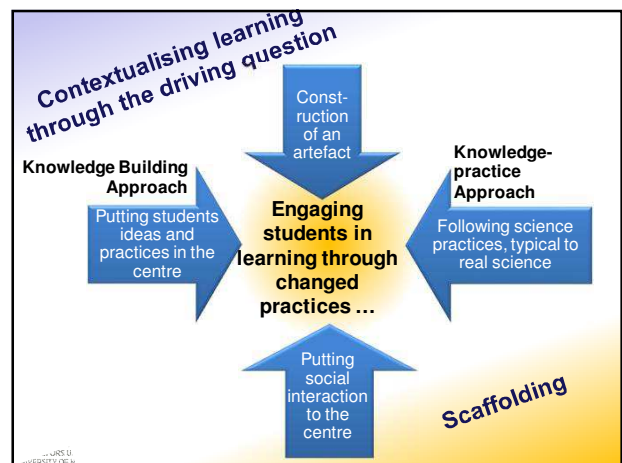 Contextualising learning
through the driving question
Const-
ruction
of an
artefact
Knowledge Building
Approach
Knowledge-
practice
Approach
Putting students
ideas and
practices in the
centre
Engaging
students in
learning through
changed
practices ...
Following science
practices, typical to
real science
Putting
social
interaction
to the
centre
Scaffolding